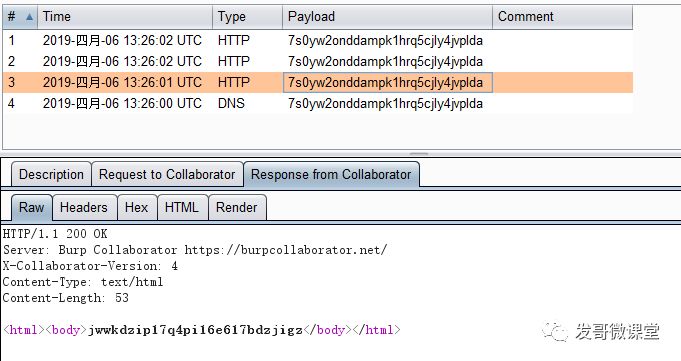 # Time Type Payload Comment
1 2019-四月-06 13:26:02 UTC HTTP 7s0yw2onddampk1hrq5cjly4jvplda
2 2019-四月-06 13:26:02 UTC HTTP 7s0yw2onddampk1hrq5cjly4jvplda
3 2019-四月-06 13:26:01 UTC HTTP 7s0yw2onddampk1hrq5cjly4jvplda
4 2019-四月-06 13:26:00 UTC DNS 7s0yw2onddampk1hrq5cjly4jvplda
Description Request to Collaborator Response from Collaborator
Raw Headers Hex HTML Render
HTTP/1.1 200 OK
Server: Burp Collaborator https://burpcollaborator.net/
X-Collaborator-Version: 4
Content-Type: text/html
Content-Length: 53
<html><body>jwwkdzip17q4pi16e617bdzjigz</body></html>
发哥微课堂